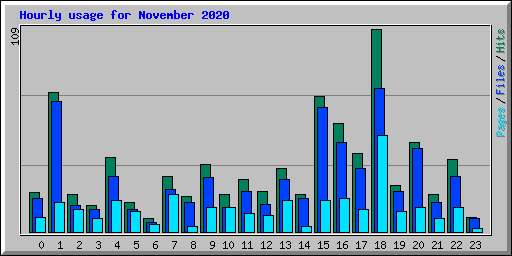 Hourly usage for November 2020
109
Pages/Files/Hits
0 1 2 3 4 5 6 7 8 9 10 11 12 13 14 15 16 17 18 19 20 21 22 23